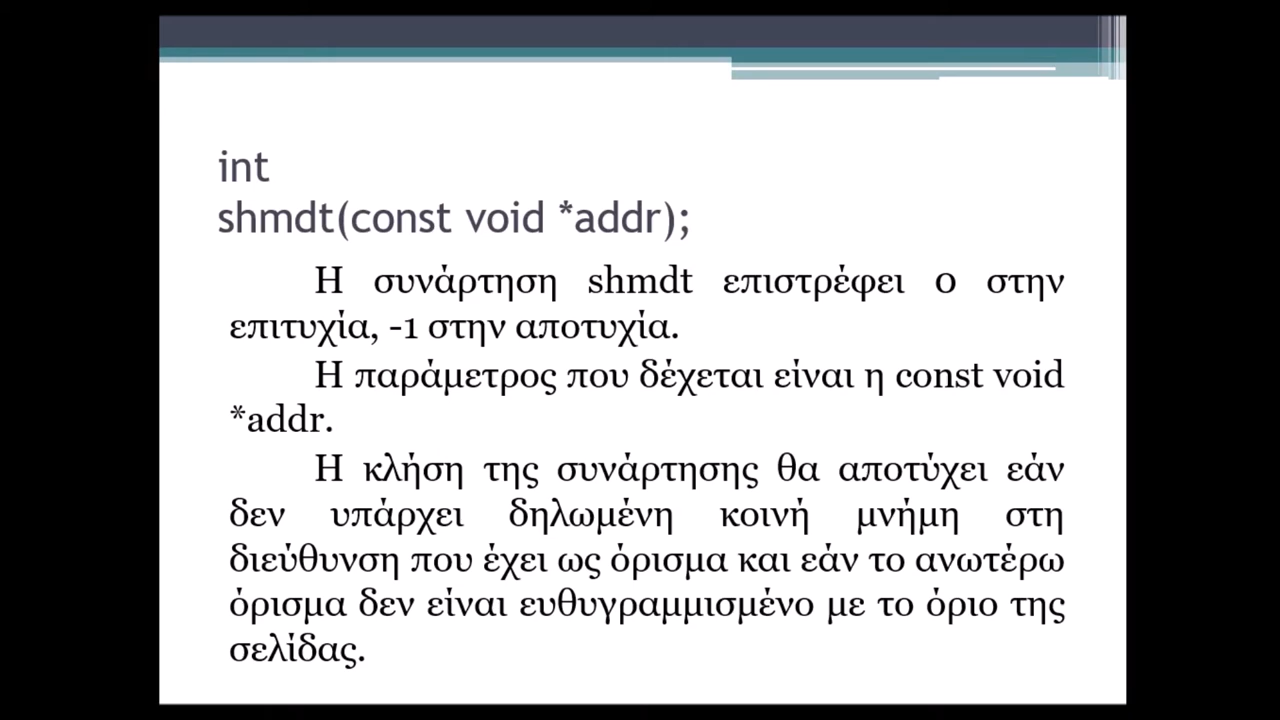 int
shmdt(const void *addr);
Η συνάρτηση shmdt επιστρέφει 0 στην
επιτυχία, -1 στην αποτυχία.
Η παράμετρος που δέχεται είναι η const void
*addr.
Η κλήση της συνάρτησης θα αποτύχει εάν
δεν υπάρχει δηλωμένη κοινή μνήμη στη
διεύθυνση που έχει ως όρισμα και εάν το ανωτέρω
όρισμα δεν είναι ευθυγραμμισμένο με το όριο της
σελίδας.